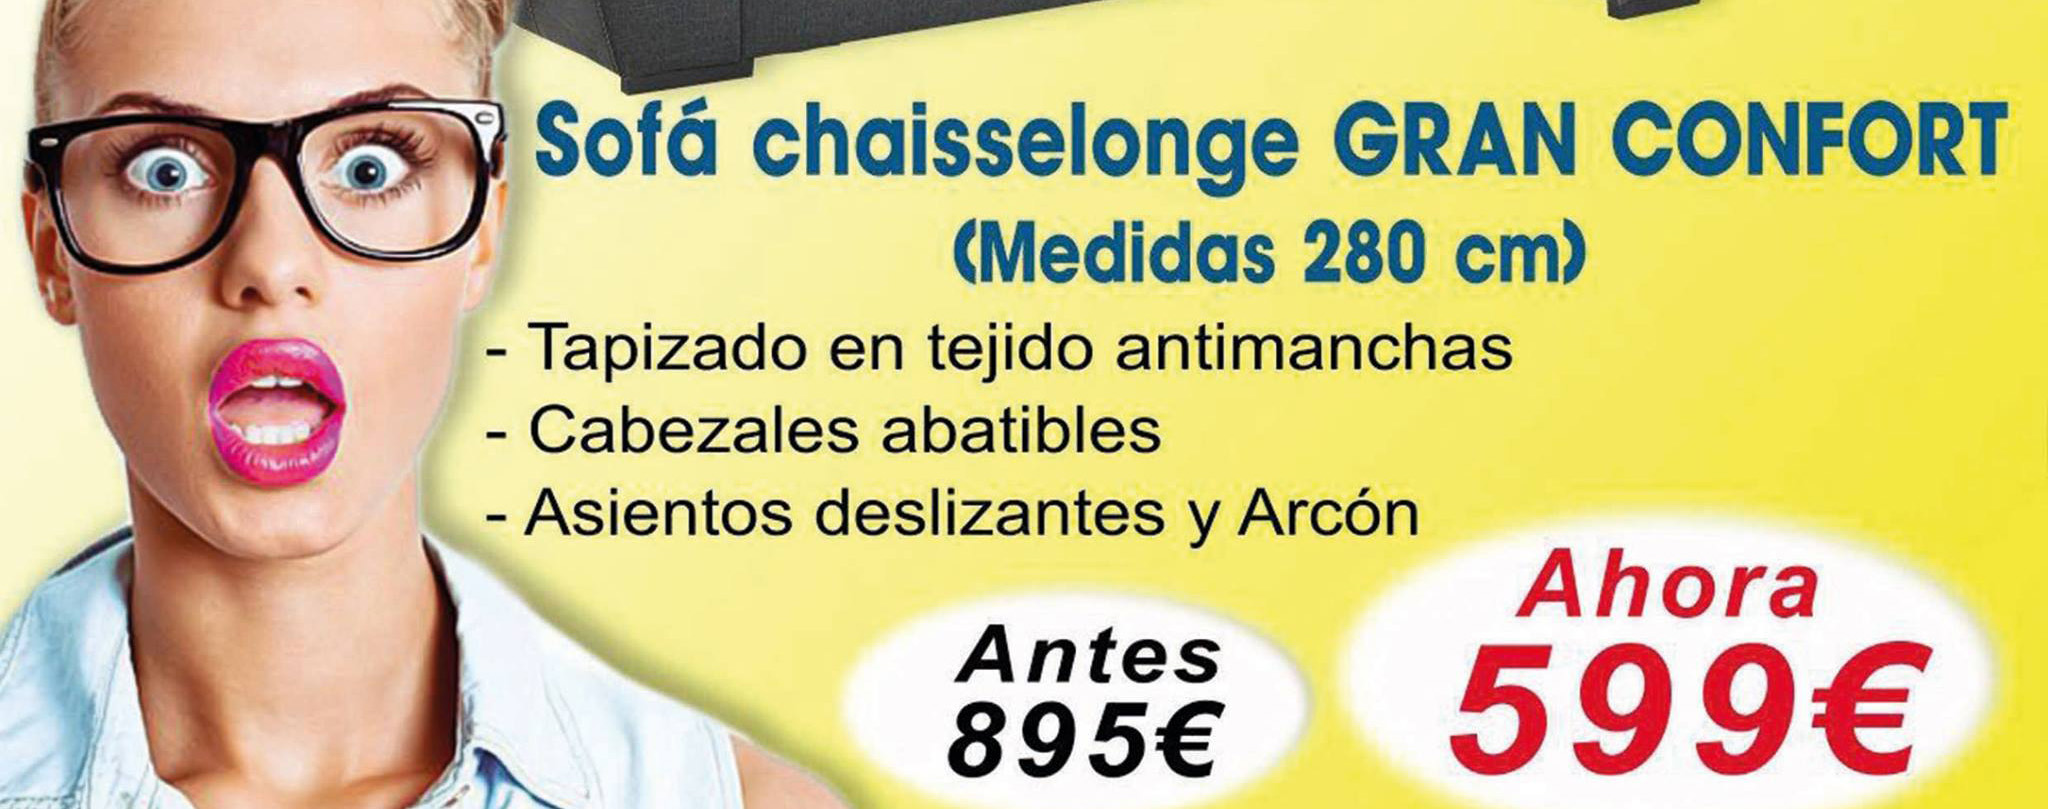 Sofá chaisselonge GRAN CONFORT
(Medidas 280 cm)
- Tapizado en tejido antimanchas
- Cabezales abatibles
- Asientos deslizantes y Arcón
Antes
895€
Ahora
599€